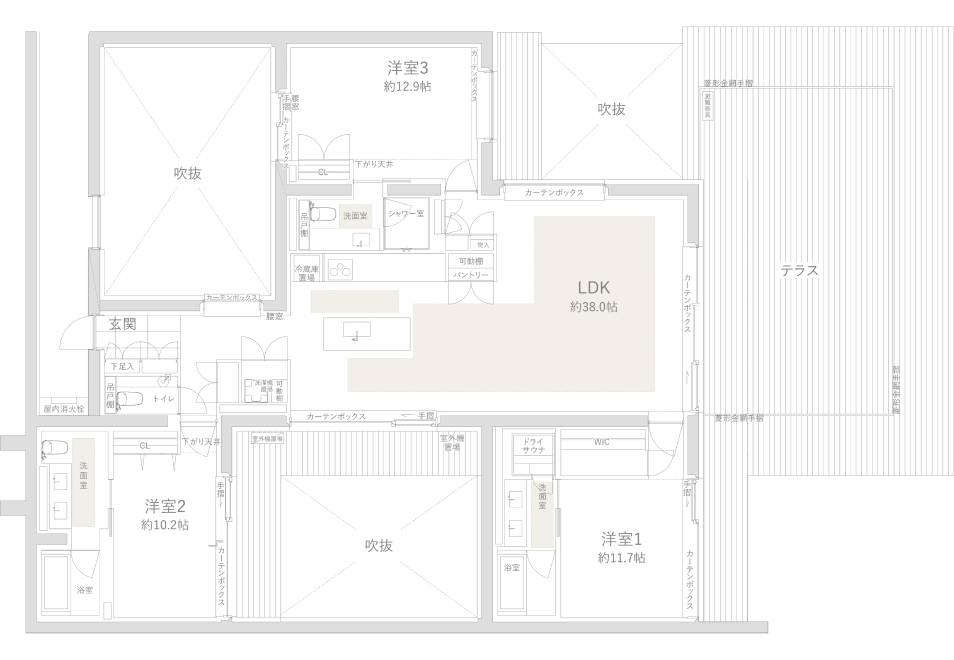 洋室3
約12.9帖
カーテンボックス
手摺
腰窓
カーテンボックス
吹抜
菱形金網手摺
避難器具
吹抜
CL
下がり天井
カーテンボックス
吊戸棚
洗面室
シャワー室
物入
冷蔵庫
置場
可動棚
パントリー
テラス
LDK
約38.0帖
カーテンボックス
カーテンボックス
腰窓
玄関
下足入
吊戸棚
トイレ
洗濯機
置場
可動棚
菱形金網手摺
屋内消火栓
カーテンボックス
手摺
菱形金網手摺
CL
下がり天井
室外機置場
室外機
置場
ドライ
サウナ
WIC
洗面室
手摺
洗面室
手摺
洋室2
約10.2帖
吹抜
洋室1
約11.7帖
カーテンボックス
カーテンボックス
浴室
浴室